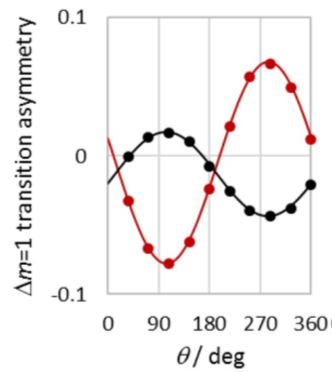 0.1
0
-0.1
Δm=1 transition asymmetry
0 90 180 270 360
θ/ deg